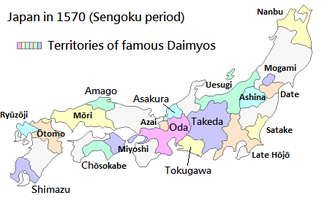 Japan in 1570 (Sengoku period)
Territories of famous Daimyos
Nanbu
Mogami
Uesugi
Amago
Ashina
Date
Asakura
Ryūzōji
Mōri
Ōtomo
Azai
Oda
Takeda
Satake
Miyoshi
Late Hōjō
Chōsokabe
Tokugawa
Shimazu